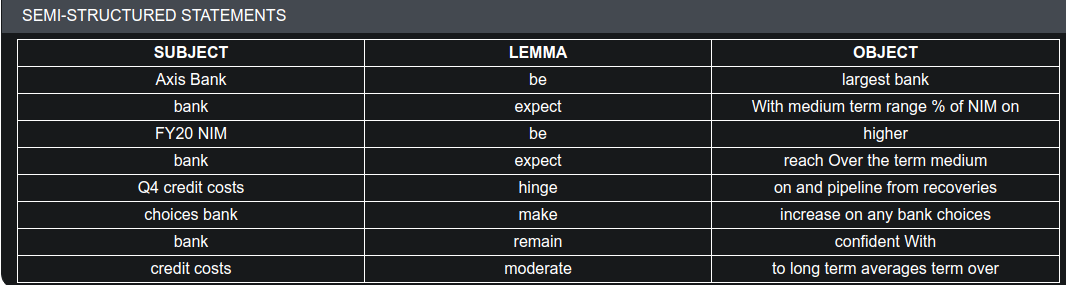 SEMI-STRUCTURED STATEMENTS
SUBJECT LEMMA OBJECT
Axis Bank be largest bank
bank expect With medium term range % of NIM on
FY20 NIM be higher
bank expect reach Over the term medium
Q4 credit costs hinge on and pipeline from recoveries
choices bank make increase on any bank choices
bank remain confident With
credit costs moderate to long term averages term over